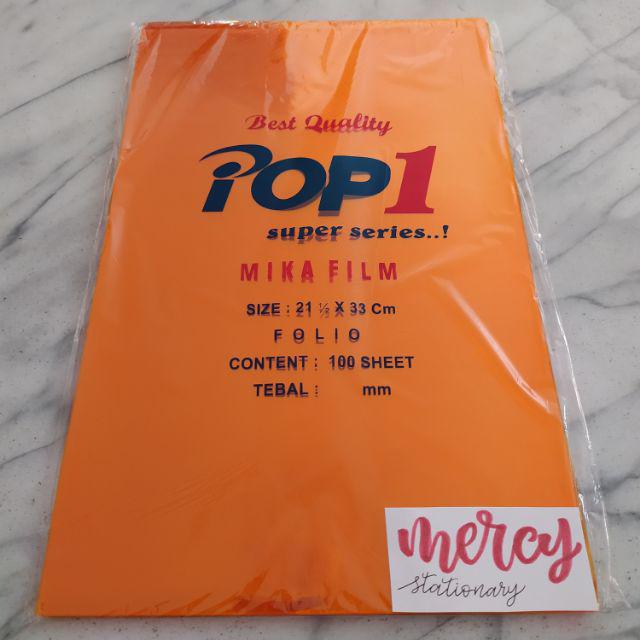 Best Quality
POP1
super series..!
MIKA FILM
SIZE : 21 ½ X 33 Cm
FOLIO
CONTENT : 100 SHEET
TEBAL : mm
mercy
stationary